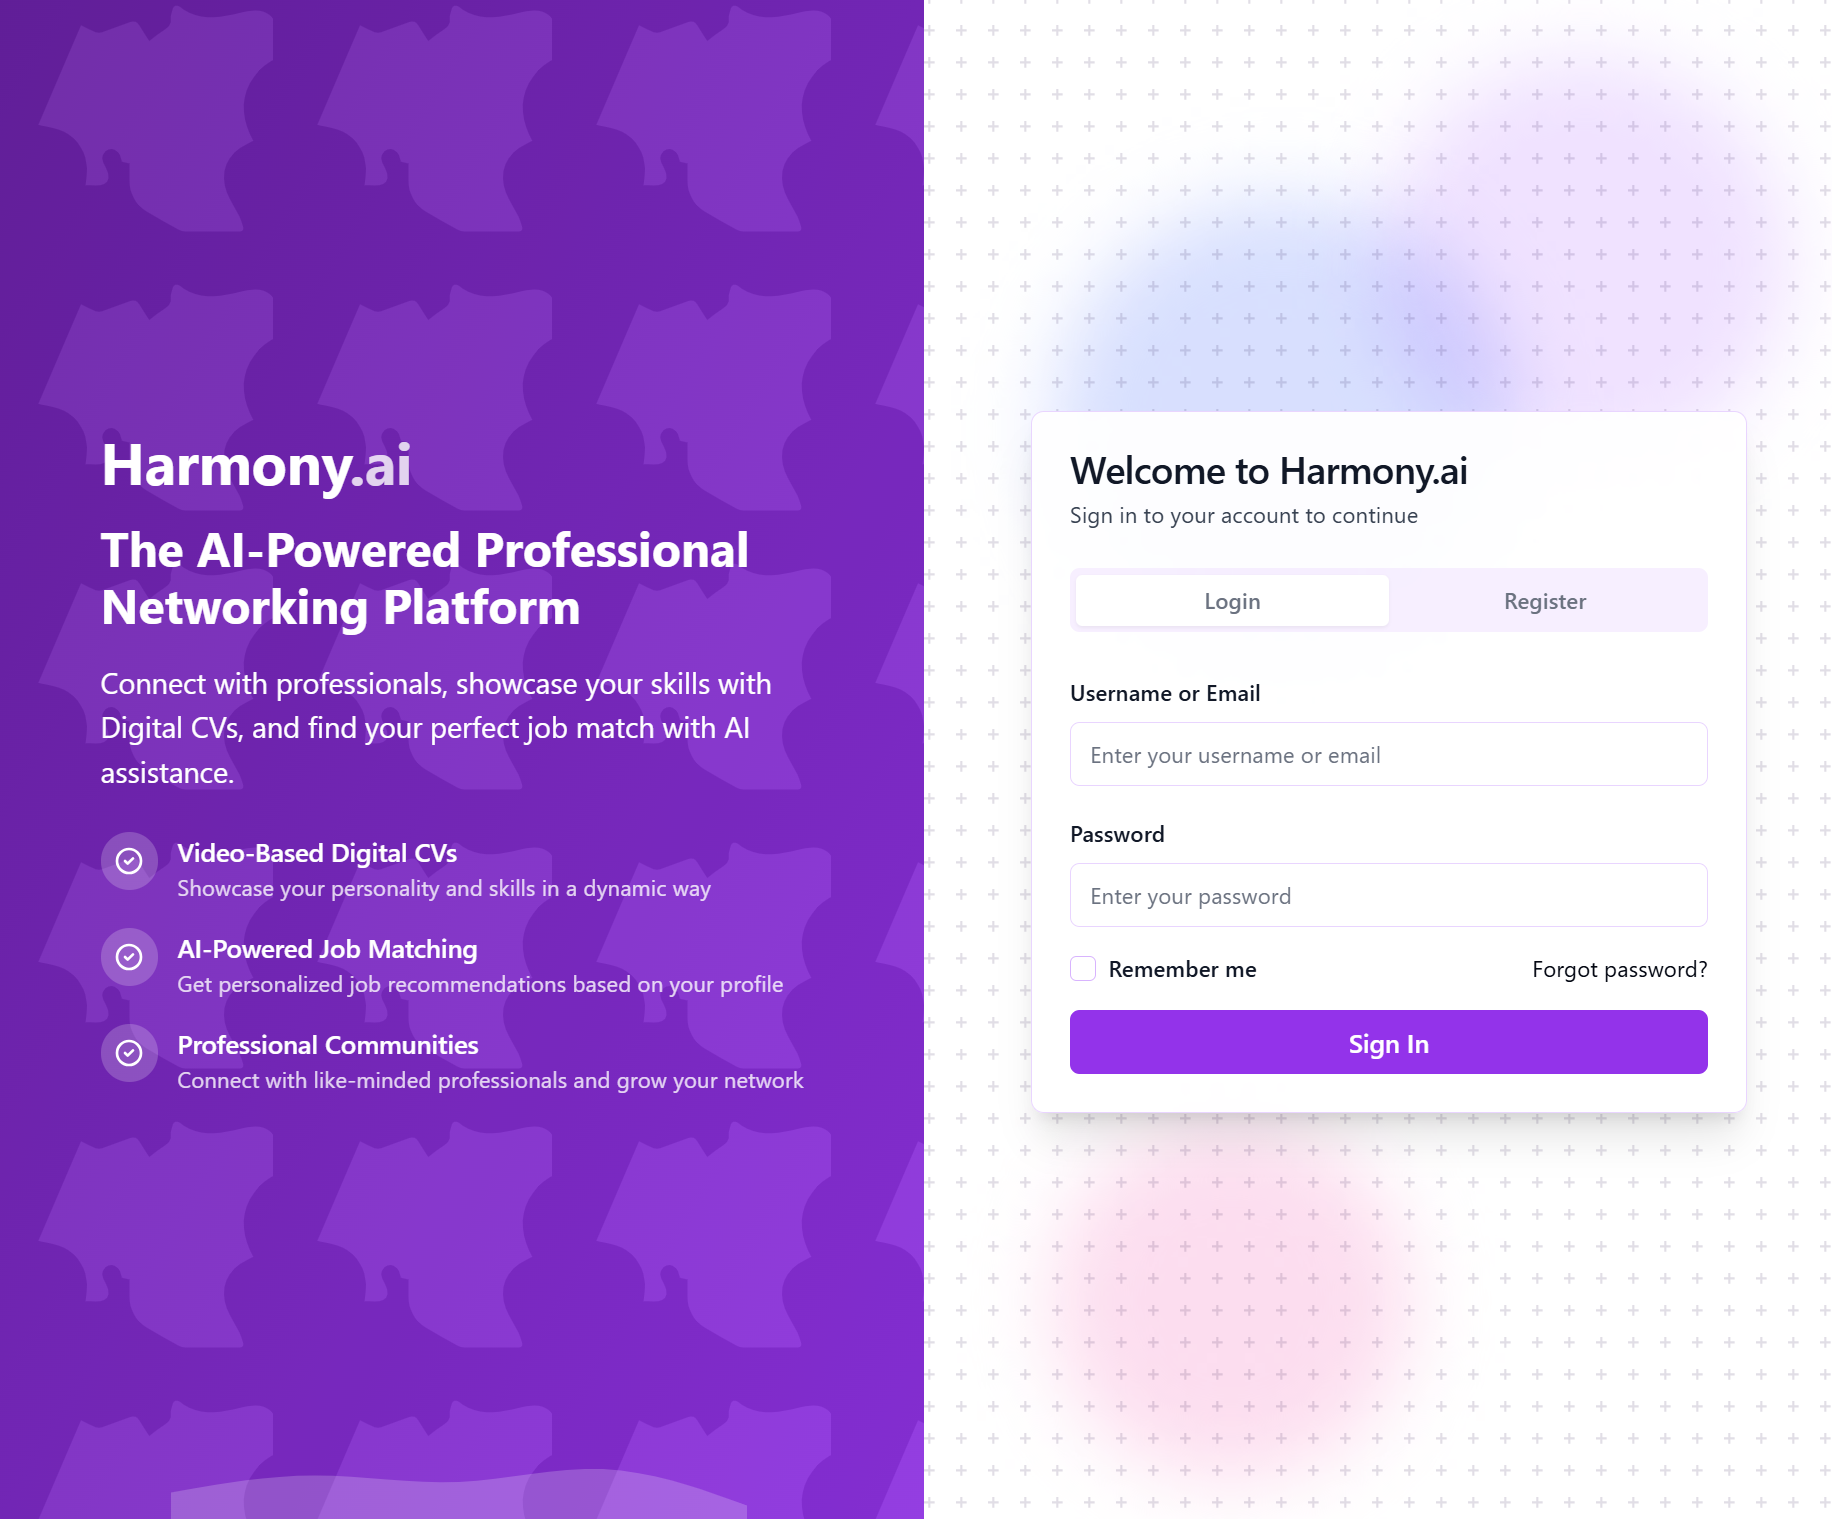 Harmony.ai
The AI-Powered Professional
Networking Platform
Connect with professionals, showcase your skills with
Digital CVs, and find your perfect job match with AI
assistance.
Video-Based Digital CVs
Showcase your personality and skills in a dynamic way
AI-Powered Job Matching
Get personalized job recommendations based on your profile
Professional Communities
Connect with like-minded professionals and grow your network
Welcome to Harmony.ai
Sign in to your account to continue
Login
Register
Username or Email
Enter your username or email
Password
Enter your password
Remember me
Forgot password?
Sign In